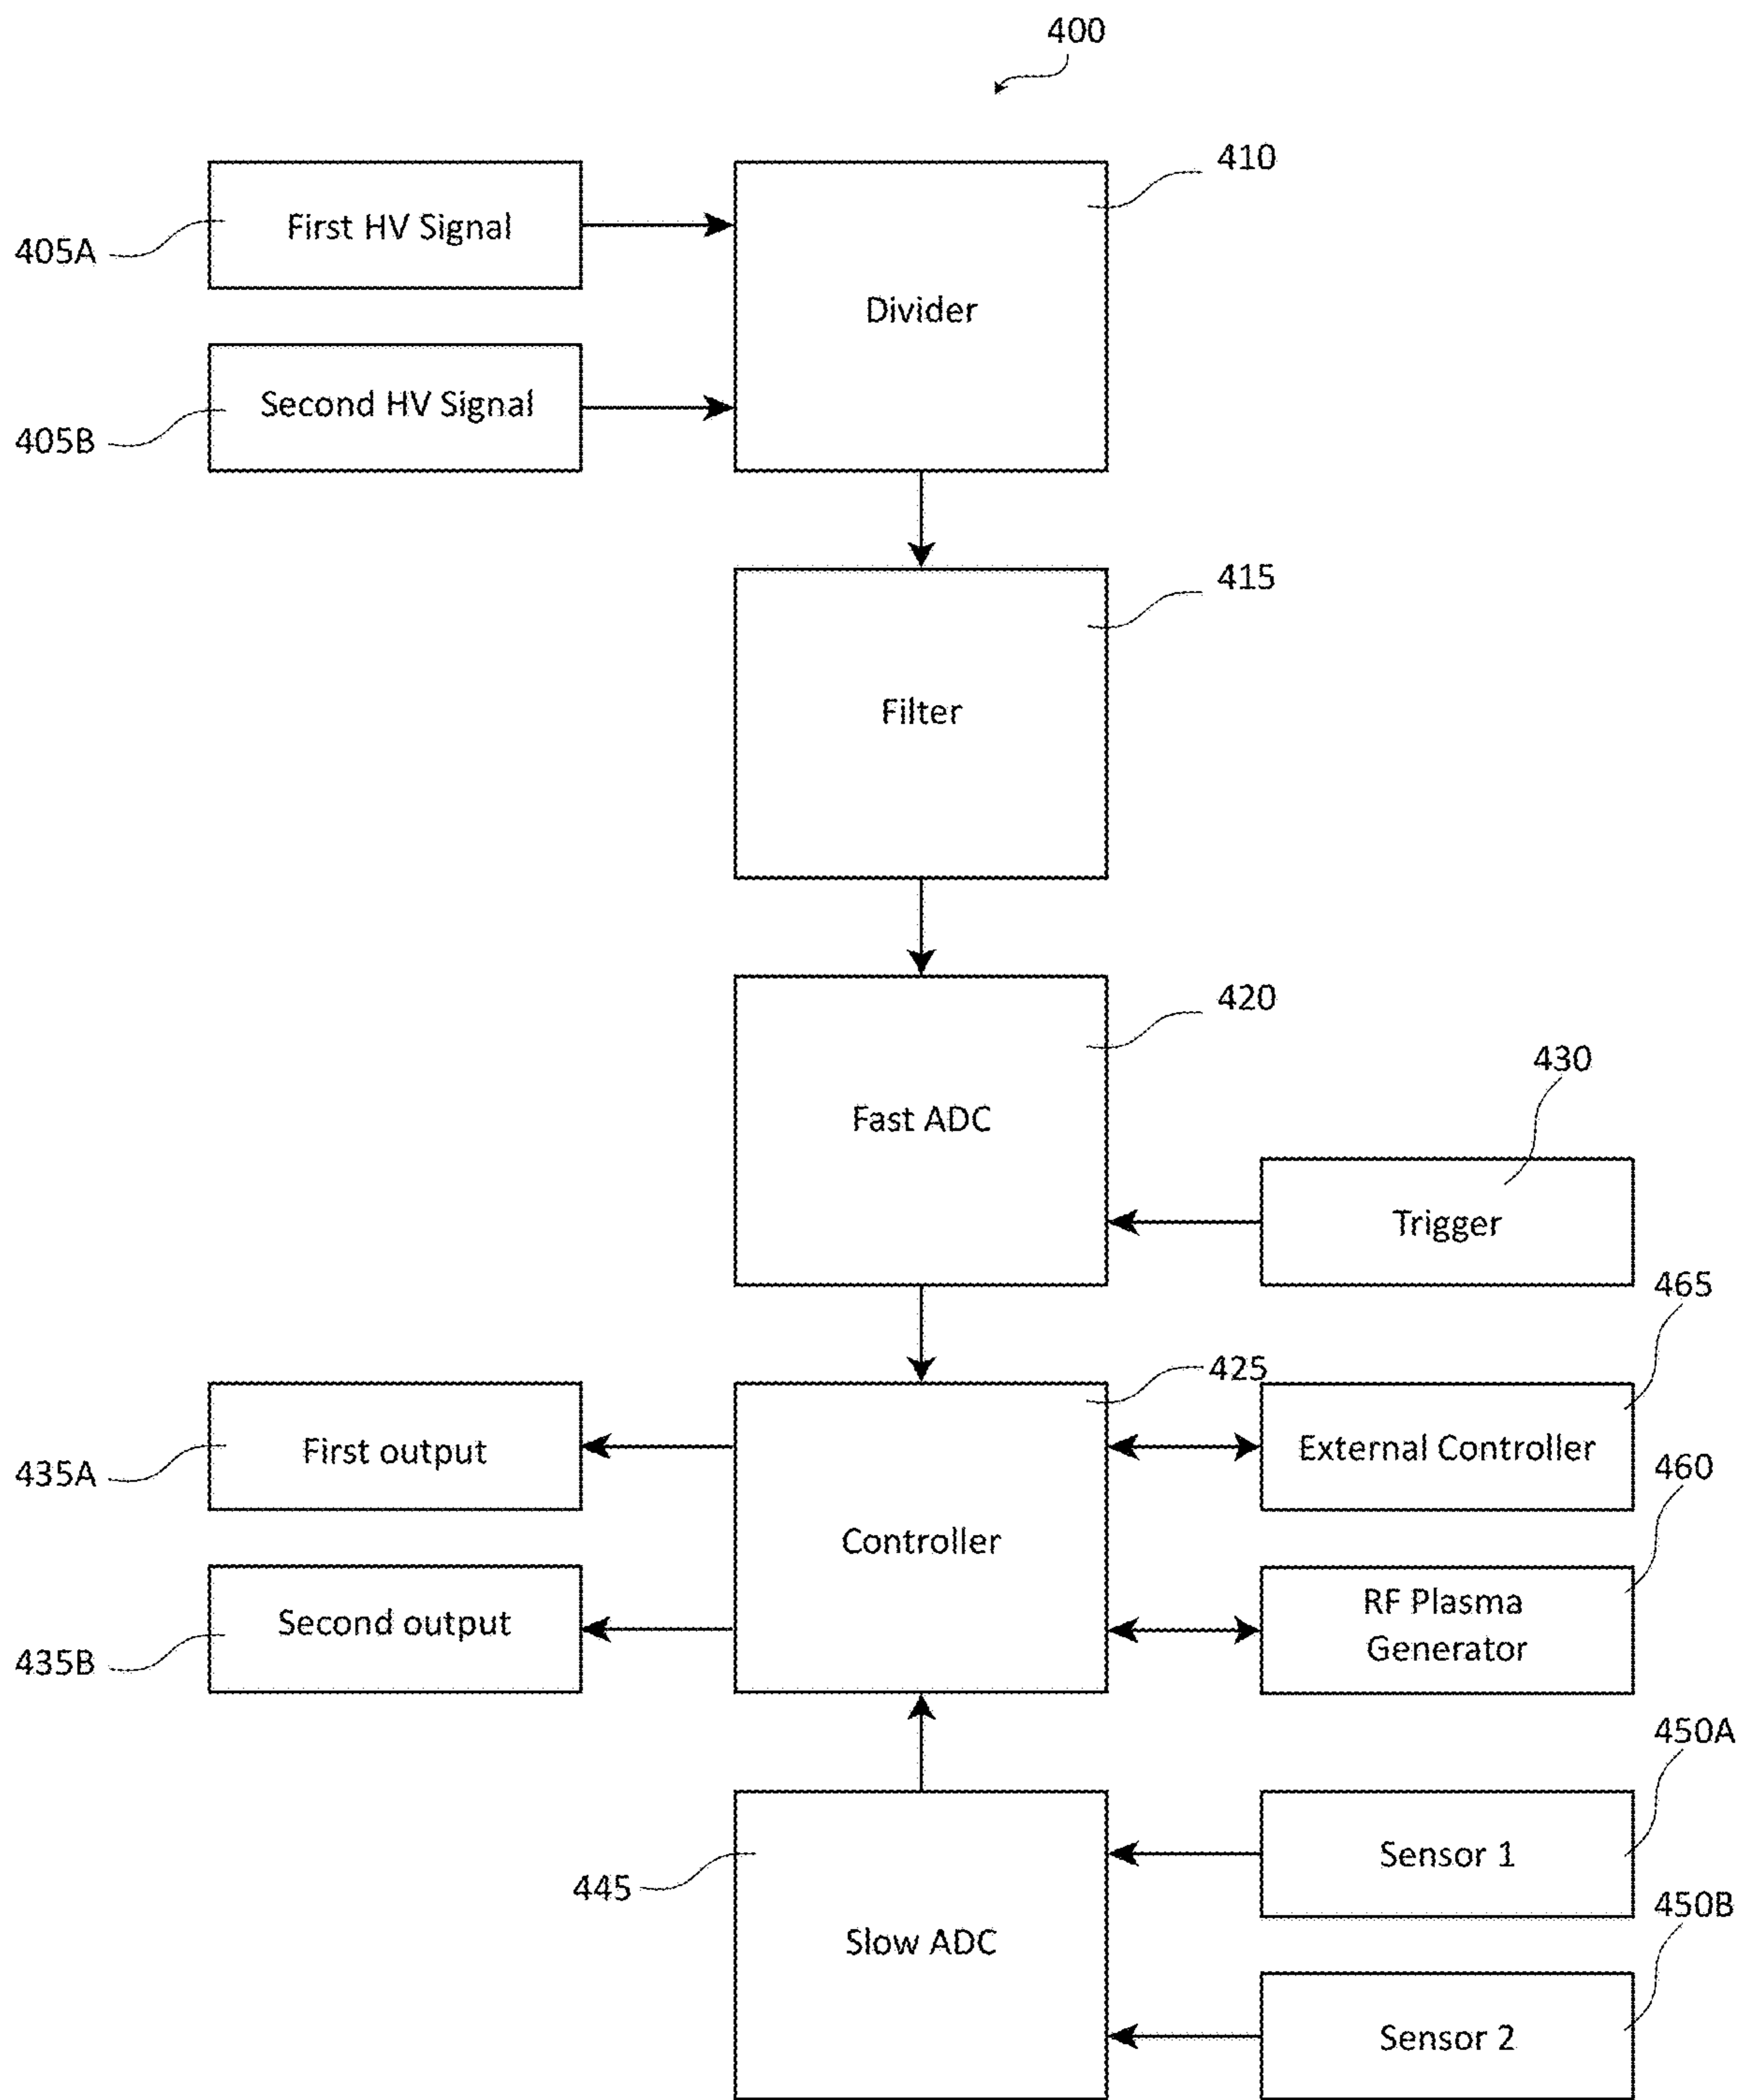 400
410
First HV Signal
405A
Divider
Second HV Signal
405B
415
Filter
420
430
Fast ADC
Trigger
465
425
First output
435A
External Controller
460
Controller
RF Plasma
Generator
Second output
435B
450A
Sensor 1
445
450B
Slow ADC
Sensor 2